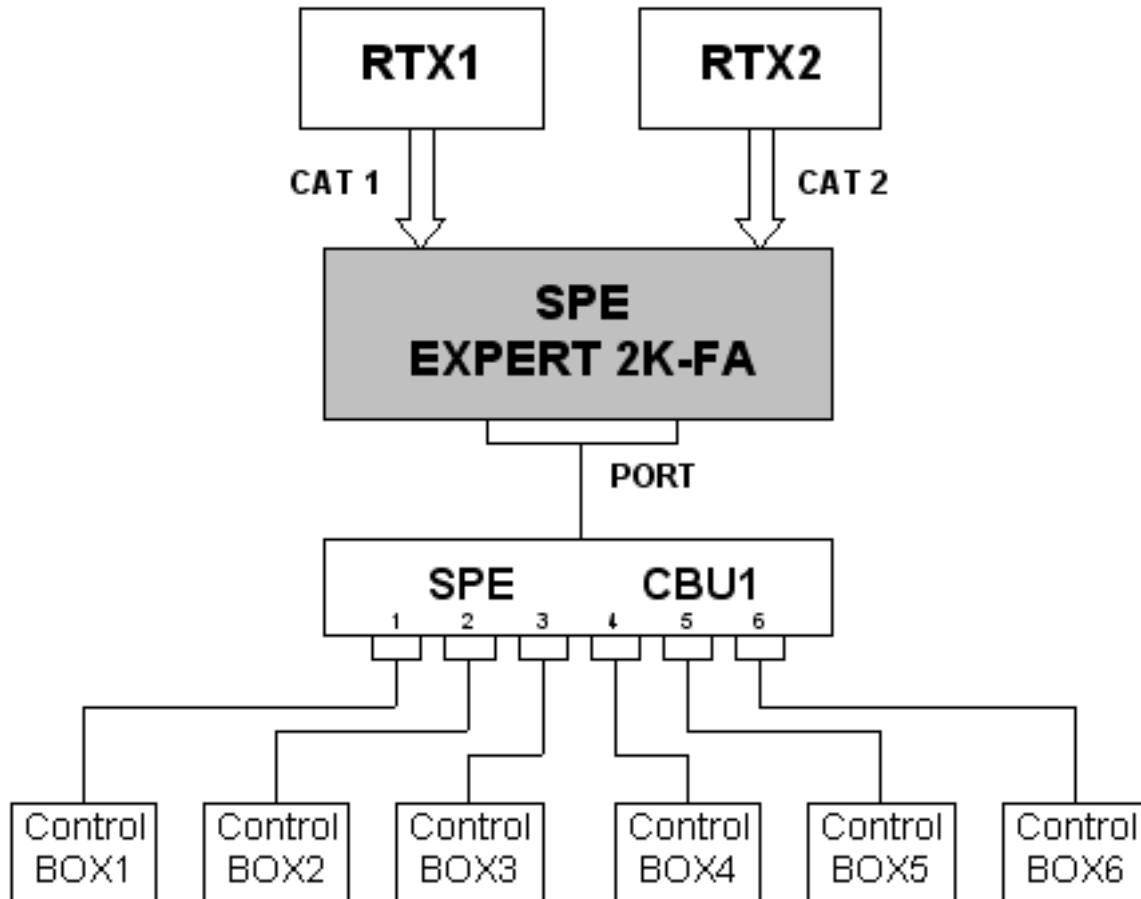 RTX1 RTX2
CAT 1 CAT 2
SPE
EXPERT 2K-FA
PORT
SPE CBU1
1 2 3 4 5 6
Control Control Control Control Control Control
BOX1 BOX2 BOX3 BOX4 BOX5 BOX6